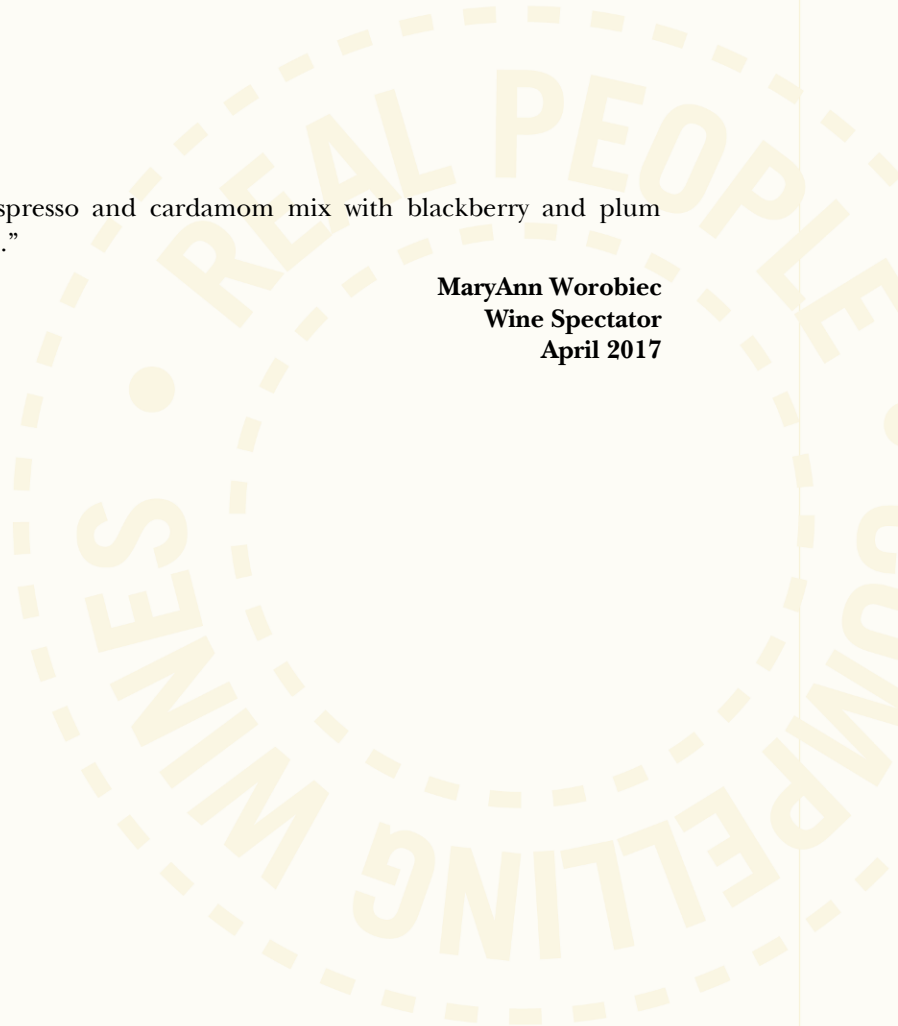 spresso and cardamom mix with blackberry and plum
.”
MaryAnn Worobiec
Wine Spectator
April 2017
REAL PEOPLE • COMPELLING WINES •